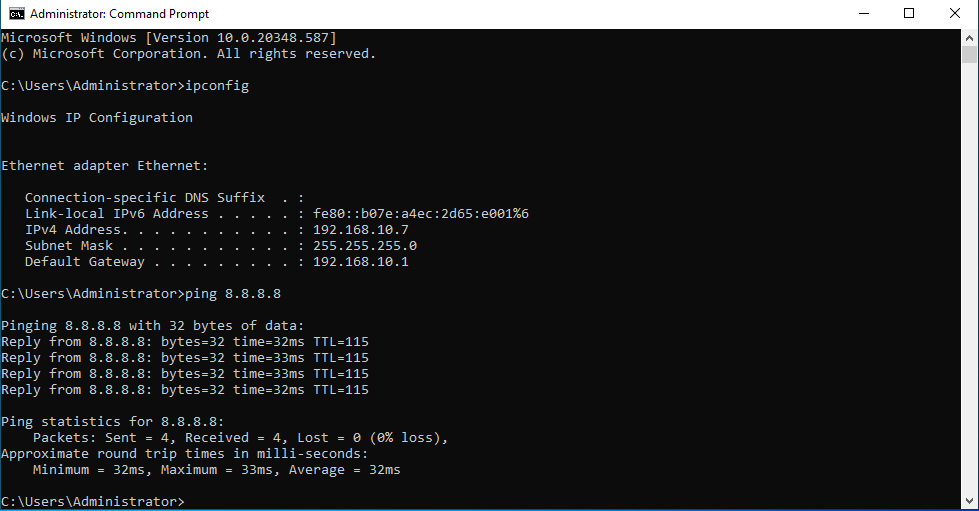 Administrator: Command Prompt
Microsoft Windows [Version 10.0.20348.587]
(c) Microsoft Corporation. All rights reserved.
C:\Users\Administrator>ipconfig
Windows IP Configuration
Ethernet adapter Ethernet:
   Connection-specific DNS Suffix  . :
   Link-local IPv6 Address . . . . . : fe80::b07e:a4ec:2d65:e001%6
   IPv4 Address. . . . . . . . . . . : 192.168.10.7
   Subnet Mask . . . . . . . . . . . : 255.255.255.0
   Default Gateway . . . . . . . . . : 192.168.10.1
C:\Users\Administrator>ping 8.8.8.8
Pinging 8.8.8.8 with 32 bytes of data:
Reply from 8.8.8.8: bytes=32 time=32ms TTL=115
Reply from 8.8.8.8: bytes=32 time=33ms TTL=115
Reply from 8.8.8.8: bytes=32 time=33ms TTL=115
Reply from 8.8.8.8: bytes=32 time=32ms TTL=115
Ping statistics for 8.8.8.8:
    Packets: Sent = 4, Received = 4, Lost = 0 (0% loss),
Approximate round trip times in milli-seconds:
    Minimum = 32ms, Maximum = 33ms, Average = 32ms
C:\Users\Administrator>